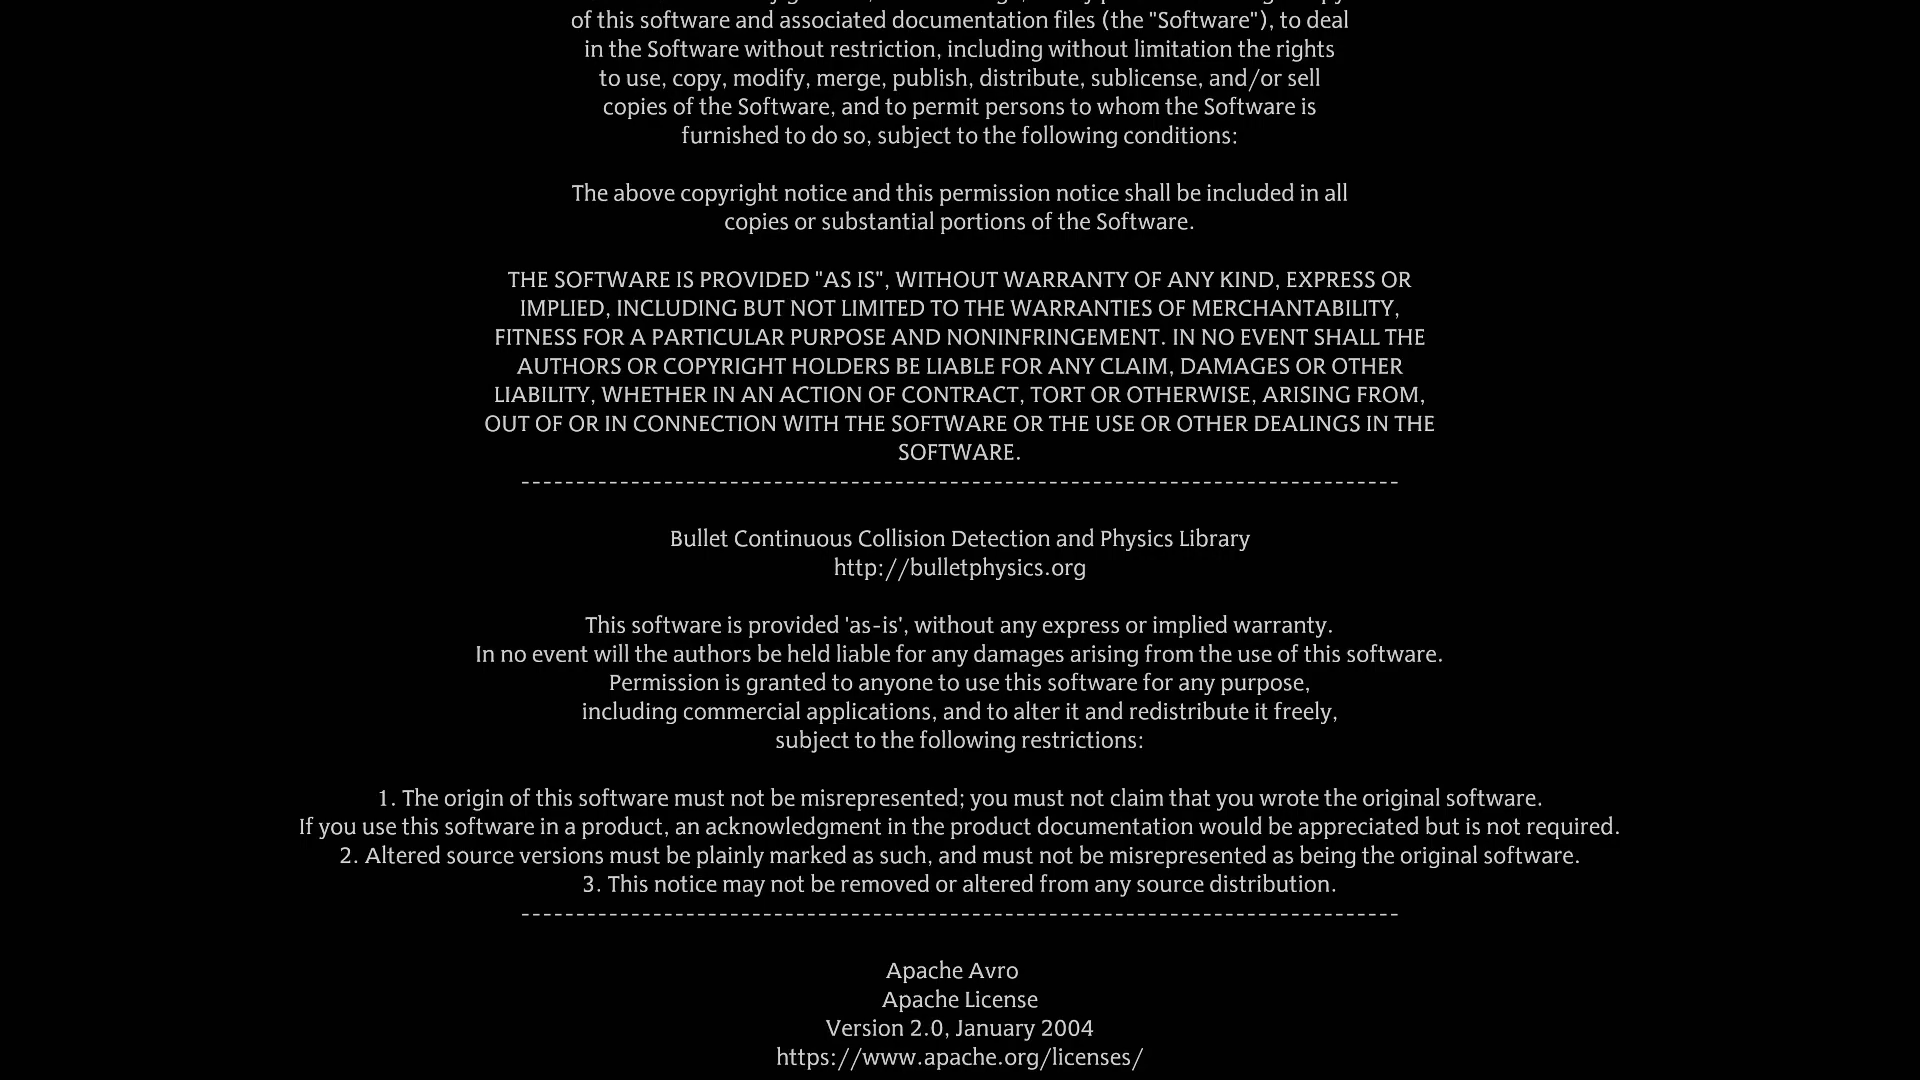 of this software and associated documentation files (the "Software"), to deal
in the Software without restriction, including without limitation the rights
to use, copy, modify, merge, publish, distribute, sublicense, and/or sell
copies of the Software, and to permit persons to whom the Software is
furnished to do so, subject to the following conditions:
The above copyright notice and this permission notice shall be included in all
copies or substantial portions of the Software.
THE SOFTWARE IS PROVIDED "AS IS", WITHOUT WARRANTY OF ANY KIND, EXPRESS OR
IMPLIED, INCLUDING BUT NOT LIMITED TO THE WARRANTIES OF MERCHANTABILITY,
FITNESS FOR A PARTICULAR PURPOSE AND NONINFRINGEMENT. IN NO EVENT SHALL THE
AUTHORS OR COPYRIGHT HOLDERS BE LIABLE FOR ANY CLAIM, DAMAGES OR OTHER
LIABILITY, WHETHER IN AN ACTION OF CONTRACT, TORT OR OTHERWISE, ARISING FROM,
OUT OF OR IN CONNECTION WITH THE SOFTWARE OR THE USE OR OTHER DEALINGS IN THE
SOFTWARE.
--------------------------------------------------------------------------------
Bullet Continuous Collision Detection and Physics Library
http://bulletphysics.org
This software is provided 'as-is', without any express or implied warranty.
In no event will the authors be held liable for any damages arising from the use of this software.
Permission is granted to anyone to use this software for any purpose,
including commercial applications, and to alter it and redistribute it freely,
subject to the following restrictions:
1. The origin of this software must not be misrepresented; you must not claim that you wrote the original software.
If you use this software in a product, an acknowledgment in the product documentation would be appreciated but is not required.
2. Altered source versions must be plainly marked as such, and must not be misrepresented as being the original software.
3. This notice may not be removed or altered from any source distribution.
--------------------------------------------------------------------------------
Apache Avro
Apache License
Version 2.0, January 2004
https://www.apache.org/licenses/